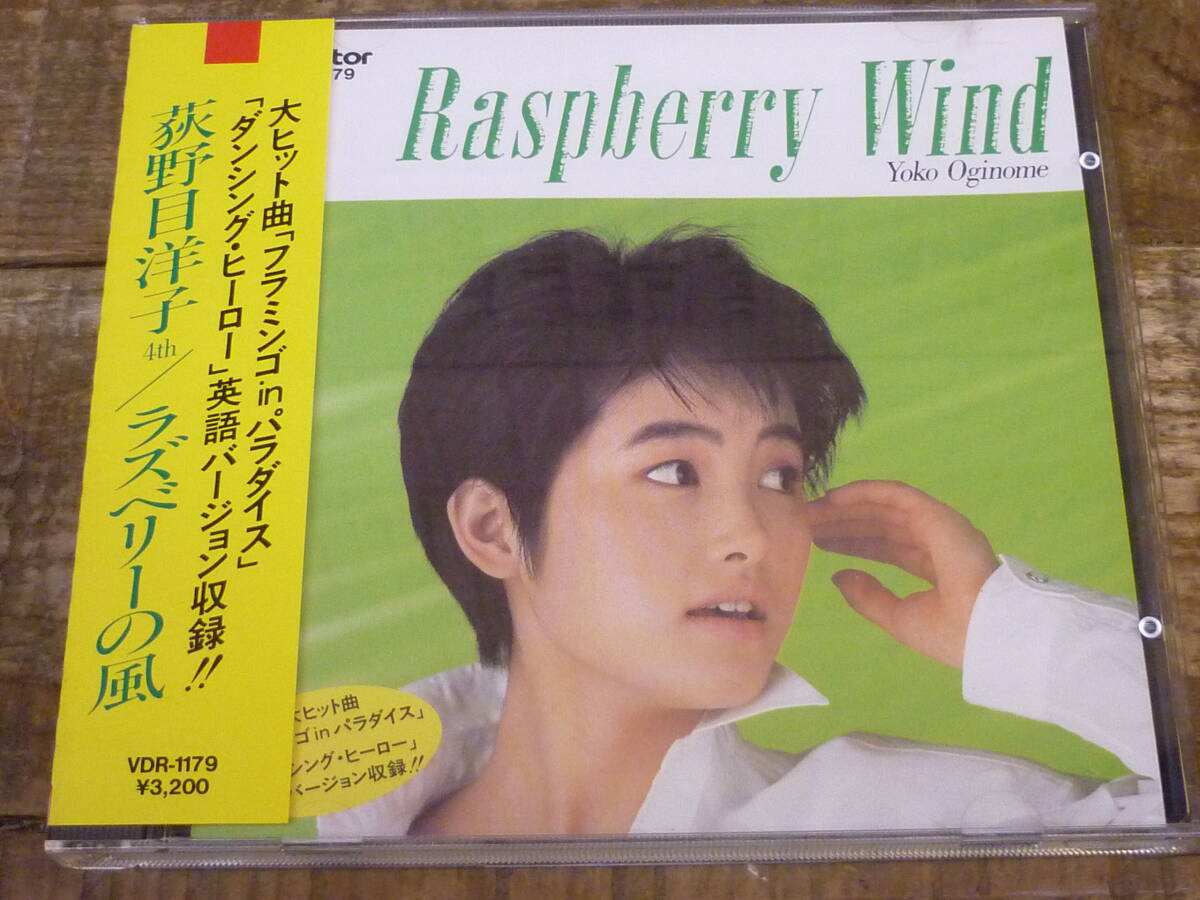 大ヒット曲「フラミンゴ in パラダイス」
「ダンシング・ヒーロー」英語バージョン収録!!
荻野目洋子 4th/ラズベリーの風
VDR-1179
¥3,200
tor
79
Raspberry Wind
Yoko Oginome
大ヒット曲
ゴ in パラダイス」
シング・ヒーロー」
バージョン収録!!